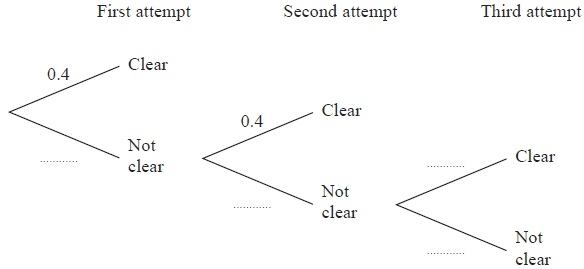 First attempt
Second attempt
Third attempt
0.4
Clear
Not
clear
............
0.4
Clear
Not
clear
............
............
Clear
Not
clear
............